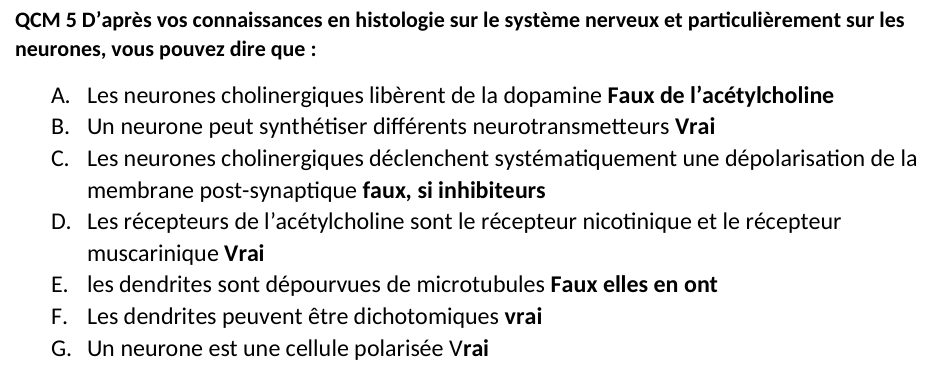 QCM 5 D’après vos connaissances en histologie sur le système nerveux et particulièrement sur les
neurones, vous pouvez dire que :
A. Les neurones cholinergiques libèrent de la dopamine Faux de l’acétylcholine
B. Un neurone peut synthétiser différents neurotransmetteurs Vrai
C. Les neurones cholinergiques déclenchent systématiquement une dépolarisation de la
membrane post-synaptique faux, si inhibiteurs
D. Les récepteurs de l’acétylcholine sont le récepteur nicotinique et le récepteur
muscarinique Vrai
E. les dendrites sont dépourvues de microtubules Faux elles en ont
F. Les dendrites peuvent être dichotomiques vrai
G. Un neurone est une cellule polarisée Vrai